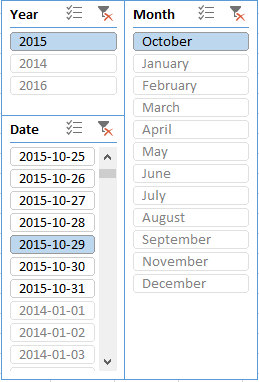 Year
2015
2014
2016
Date
2015-10-25
2015-10-26
2015-10-27
2015-10-28
2015-10-29
2015-10-30
2015-10-31
2014-01-01
2014-01-02
2014-01-03
Month
October
January
February
March
April
May
June
July
August
September
November
December